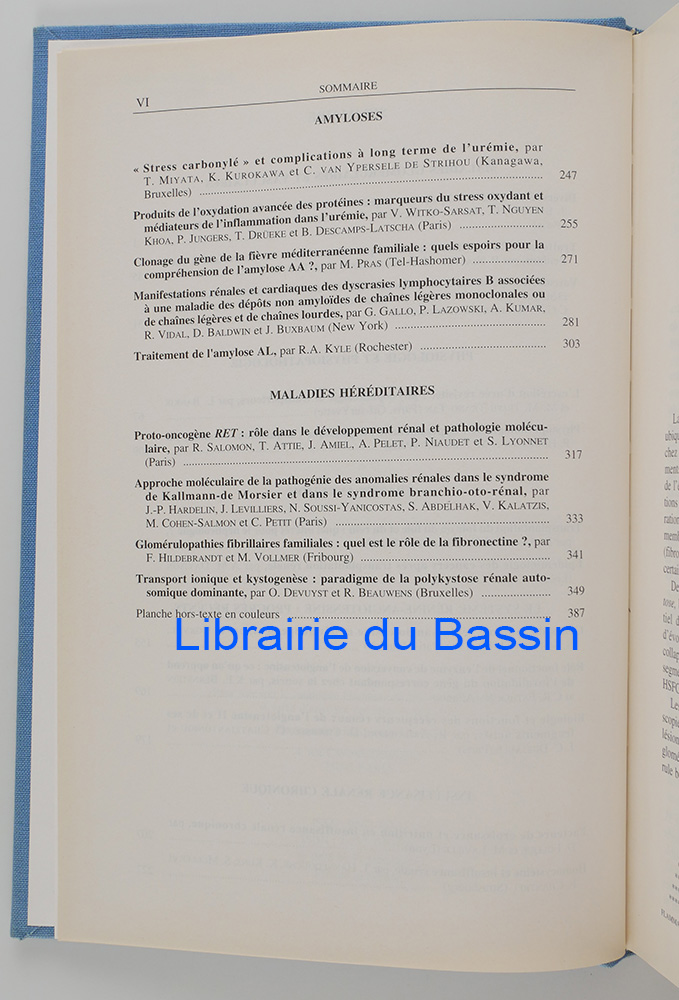 VI
SOMMAIRE
AMYLOSES
« Stress carbonylé » et complications à long terme de l'urémie, par
T. MIYATA, K. KUROKAWA et C. VAN YPERSELE DE STRIHOU (Kanagawa,
Bruxelles) ........ 247
Produits de l'oxydation avancée des protéines : marqueurs du stress oxydant et
médiateurs de l'inflammation dans l'urémie, par V. WITKO-SARSAT, T. NGUYEN
KHOA, P. JUNGERS, T. DRÜEKE et B. DESCAMPS-LATSCHA (Paris) ........ 255
Clonage du gène de la fièvre méditerranéenne familiale : quels espoirs pour la
compréhension de l'amylose AA ?, par M. PRAS (Tel-Hashomer) ........ 271
Manifestations rénales et cardiaques des dyscrasies lymphocytaires B associées
à une maladie des dépôts non amyloïdes de chaînes légères monoclonales ou
de chaînes légères et de chaînes lourdes, par G. GALLO, P. LAZOWSKI, A. KUMAR,
R. VIDAL, D. BALDWIN et J. BUXBAUM (New York) ........ 281
Traitement de l'amylose AL, par R.A. KYLE (Rochester) ........ 303
MALADIES HÉRÉDITAIRES
Proto-oncogène RET : rôle dans le développement rénal et pathologie molécu-
laire, par R. SALOMON, T. ATTIE, J. AMIEL, A. PELET, P. NIAUDET et S. LYONNET
(Paris) ........ 317
Approche moléculaire de la pathogénie des anomalies rénales dans le syndrome
de Kallmann-de Morsier et dans le syndrome branchio-oto-rénal, par
J.-P. HARDELIN, J. LEVILLIERS, N. SOUSSI-YANICOSTAS, S. ABDELHAK, V. KALATZIS,
M. COHEN-SALMON et C. PETIT (Paris) ........ 333
Glomérulopathies fibrillaires familiales : quel est le rôle de la fibronectine ?, par
F. HILDEBRANDT et M. VOLLMER (Fribourg) ........ 341
Transport ionique et kystogenèse : paradigme de la polykystose rénale auto-
somique dominante, par O. DEVUYST et R. BEAUWENS (Bruxelles) ........ 349
Planche hors-texte en couleurs ........ 387
Librairie du Bassin